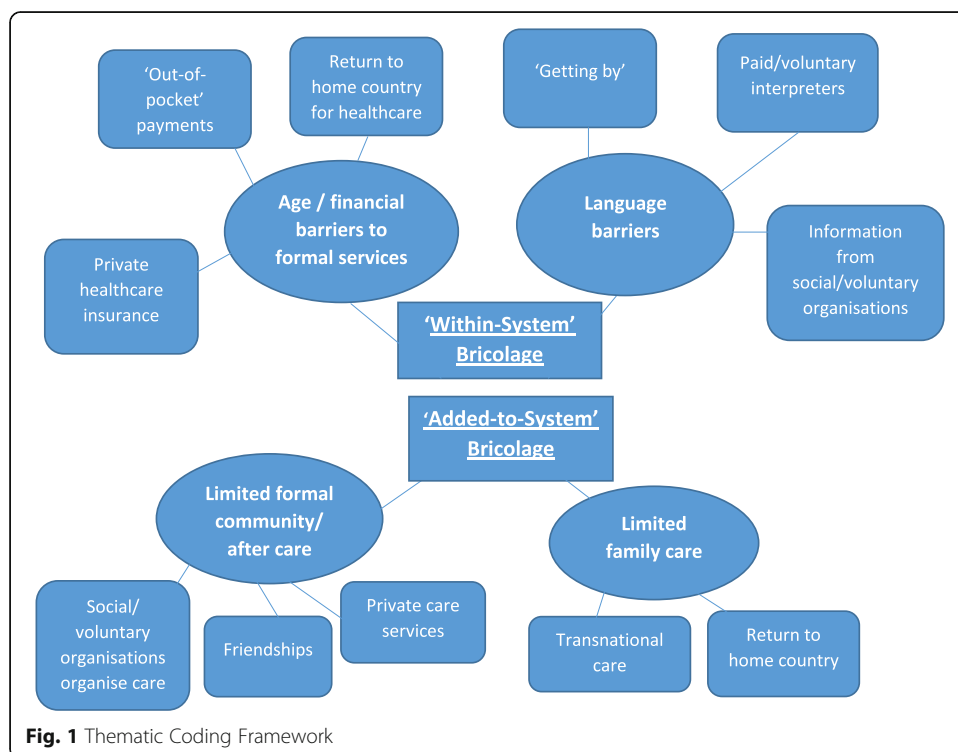 ‘Out-of-
pocket’
payments
Return to
home country
for healthcare
‘Getting by’
Paid/voluntary
interpreters
Age / financial
barriers to
formal services
Language
barriers
Private
healthcare
insurance
Information
from
social/voluntary
organisations
‘Within-System’
Bricolage
‘Added-to-System’
Bricolage
Limited formal
community/
after care
Limited
family care
Social/
voluntary
organisations
organise care
Friendships
Private care
services
Transnational
care
Return to
home country
Fig. 1 Thematic Coding Framework